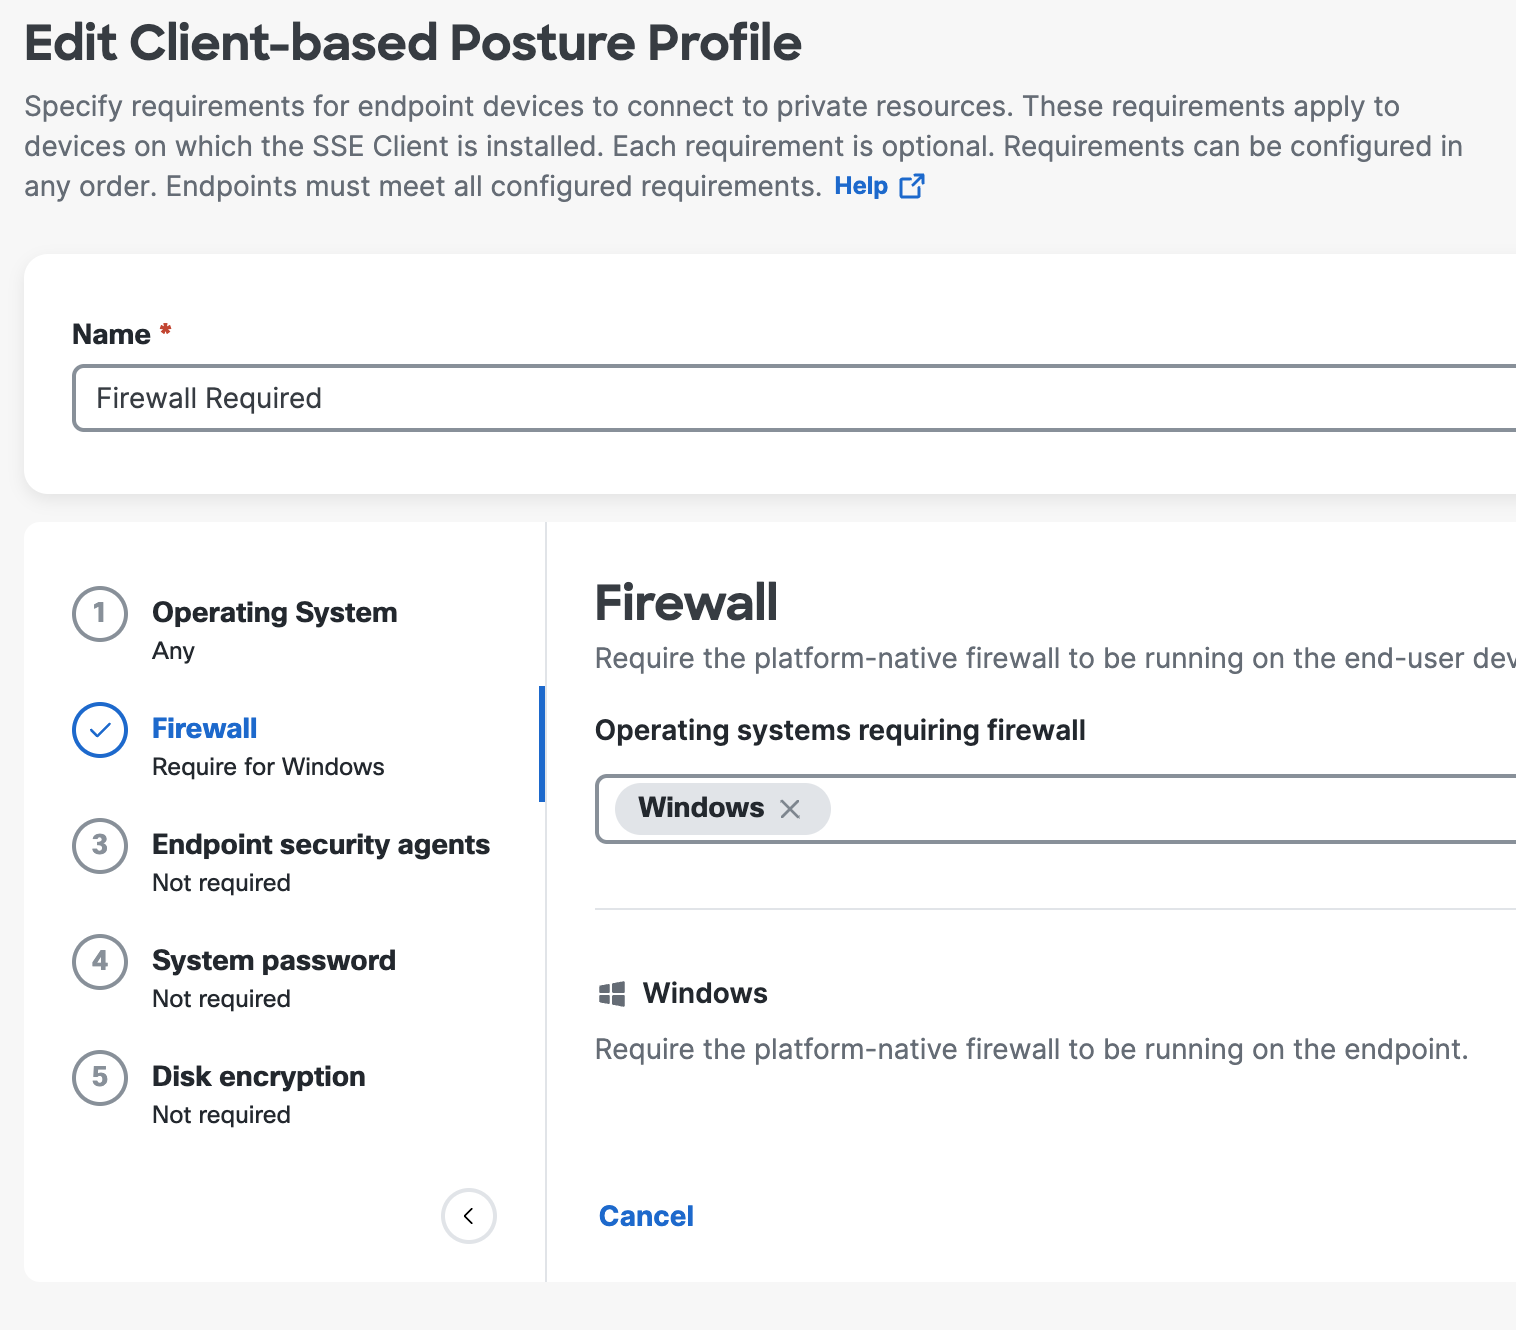 Edit Client-based Posture Profile
Specify requirements for endpoint devices to connect to private resources. These requirements apply to
devices on which the SSE Client is installed. Each requirement is optional. Requirements can be configured in
any order. Endpoints must meet all configured requirements. Help
Name *
Firewall Required
1 Operating System
Any
Firewall
Require for Windows
3 Endpoint security agents
Not required
4 System password
Not required
5 Disk encryption
Not required
Firewall
Require the platform-native firewall to be running on the end-user dev
Operating systems requiring firewall
Windows
Windows
Require the platform-native firewall to be running on the endpoint.
Cancel